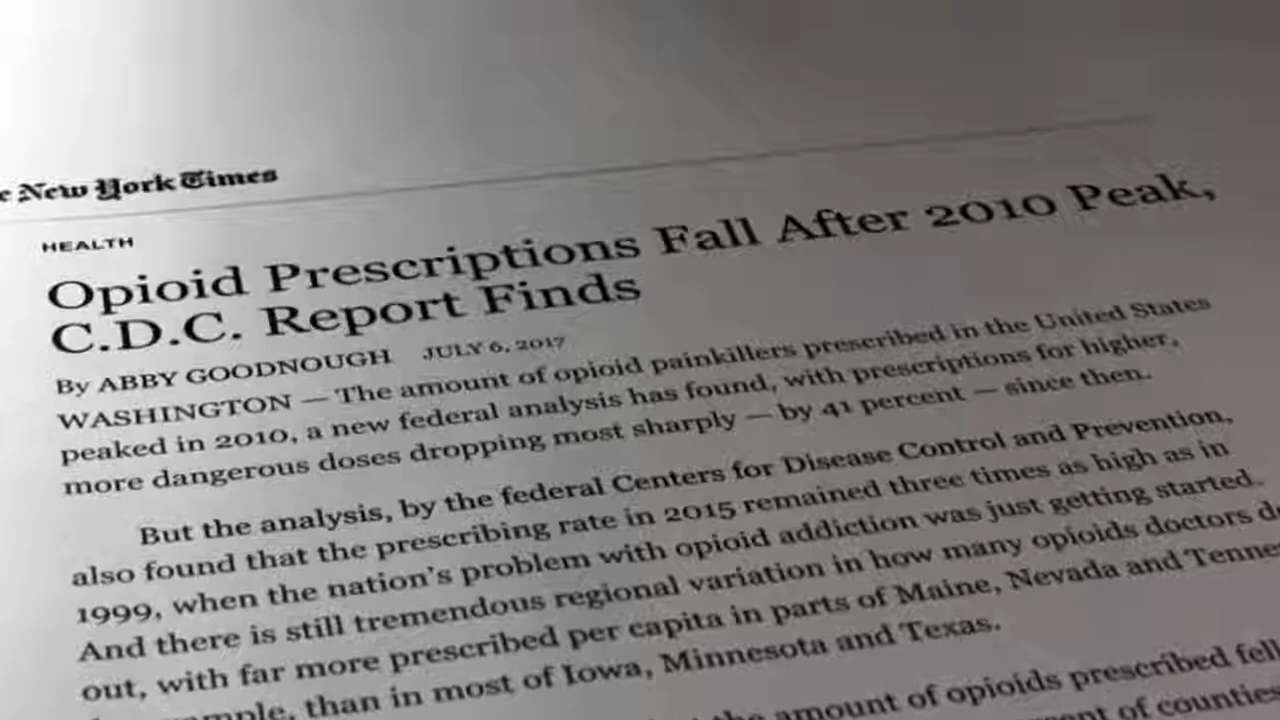 e New York Times
HEALTH
Opioid Prescriptions Fall After 2010 Peak,
C.D.C. Report Finds
By ABBY GOODNOUGH JULY 6, 2017
WASHINGTON — The amount of opioid painkillers prescribed in the United States
peaked in 2010, a new federal analysis has found, with prescriptions for higher,
more dangerous doses dropping most sharply — by 41 percent — since then.
But the analysis, by the federal Centers for Disease Control and Prevention,
also found that the prescribing rate in 2015 remained three times as high as in
1999, when the nation's problem with opioid addiction was just getting started.
And there is still tremendous regional variation in how many opioids doctors do
out, with far more prescribed per capita in parts of Maine, Nevada and Tennes
than in most of Iowa, Minnesota and Texas.
the amount of opioids prescribed fell
of counties